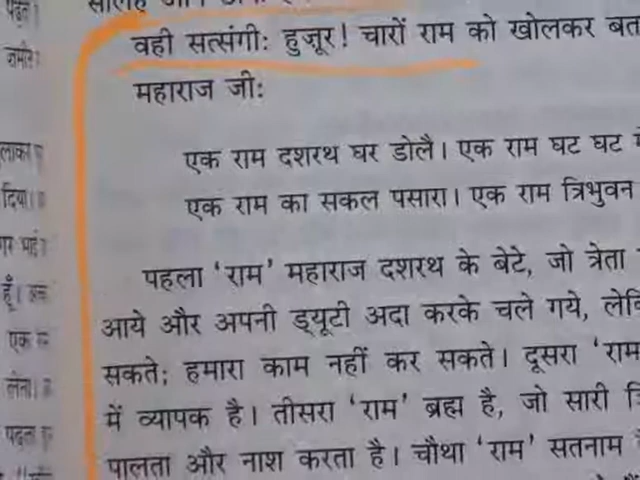 वही सत्संगी: हुजूर! चारों राम को खोलकर बत
महाराज जी:
एक राम दशरथ घर डोलै। एक राम घट घट
एक राम का सकल पसारा। एक राम त्रिभुवन
पहला ‘राम’ महाराज दशरथ के बेटे, जो त्रेता
आये और अपनी ड्यूटी अदा करके चले गये, लेकि
सकते; हमारा काम नहीं कर सकते। दूसरा ‘राम
में व्यापक है। तीसरा ‘राम’ ब्रह्म है, जो सारी
पालता और नाश करता है। चौथा ‘राम’ सतनाम